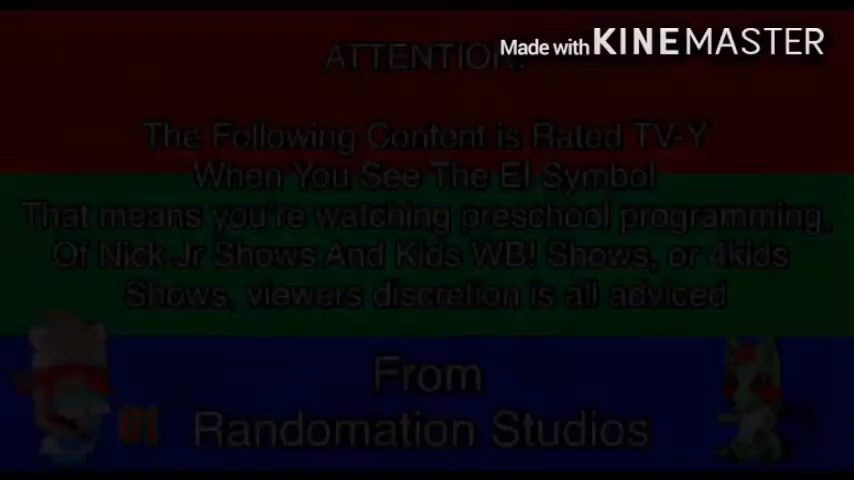 Made with KINEMASTER
ATTENTION:
The Following Content is Rated TV-Y
When You See The EI Symbol
That means you're watching preschool programming,
Of Nick Jr Shows And Kids WB! Shows, or 4kids
Shows, viewers discretion is all adviced
From
61 Randomation Studios